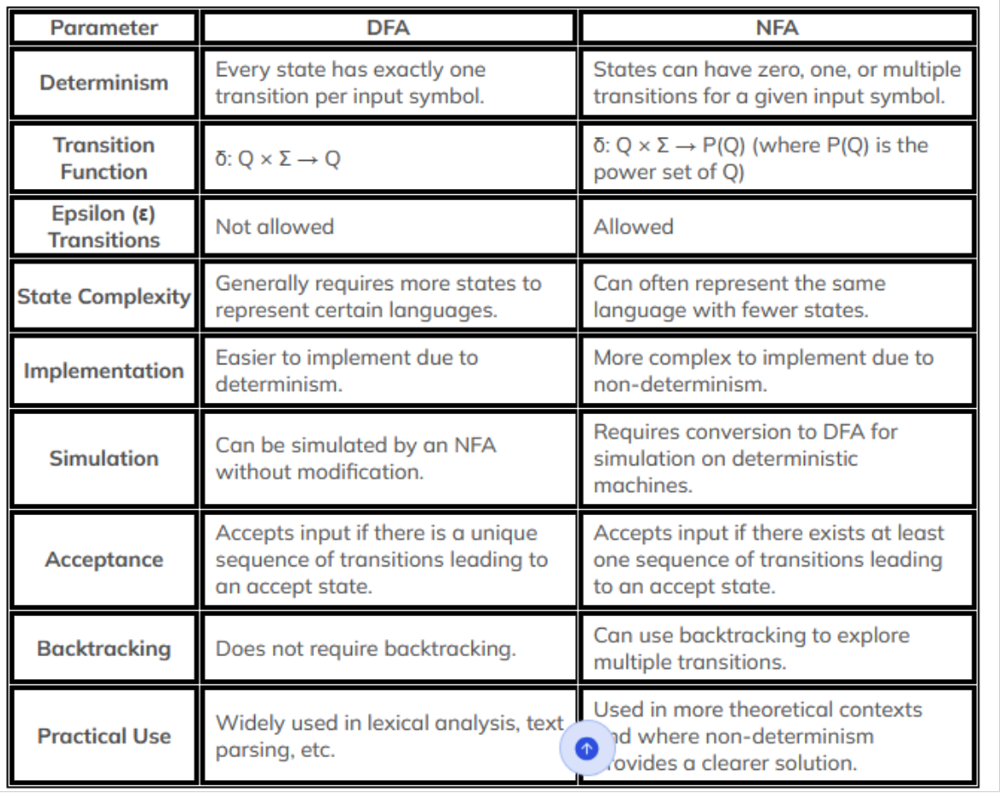 Parameter DFA NFA
Determinism
Every state has exactly one
transition per input symbol.
States can have zero, one, or multiple
transitions for a given input symbol.
Transition
Function
δ: Q × Σ → Q
δ: Q × Σ → P(Q) (where P(Q) is the
power set of Q)
Epsilon (ε)
Transitions
Not allowed
Allowed
State Complexity
Generally requires more states to
represent certain languages.
Can often represent the same
language with fewer states.
Implementation
Easier to implement due to
determinism.
More complex to implement due to
non-determinism.
Simulation
Can be simulated by an NFA
without modification.
Requires conversion to DFA for
simulation on deterministic
machines.
Acceptance
Accepts input if there is a unique
sequence of transitions leading to
an accept state.
Accepts input if there exists at least
one sequence of transitions leading
to an accept state.
Backtracking
Does not require backtracking.
Can use backtracking to explore
multiple transitions.
Practical Use
Widely used in lexical analysis, text
parsing, etc.
Used in more theoretical contexts
nd where non-determinism
rovides a clearer solution.